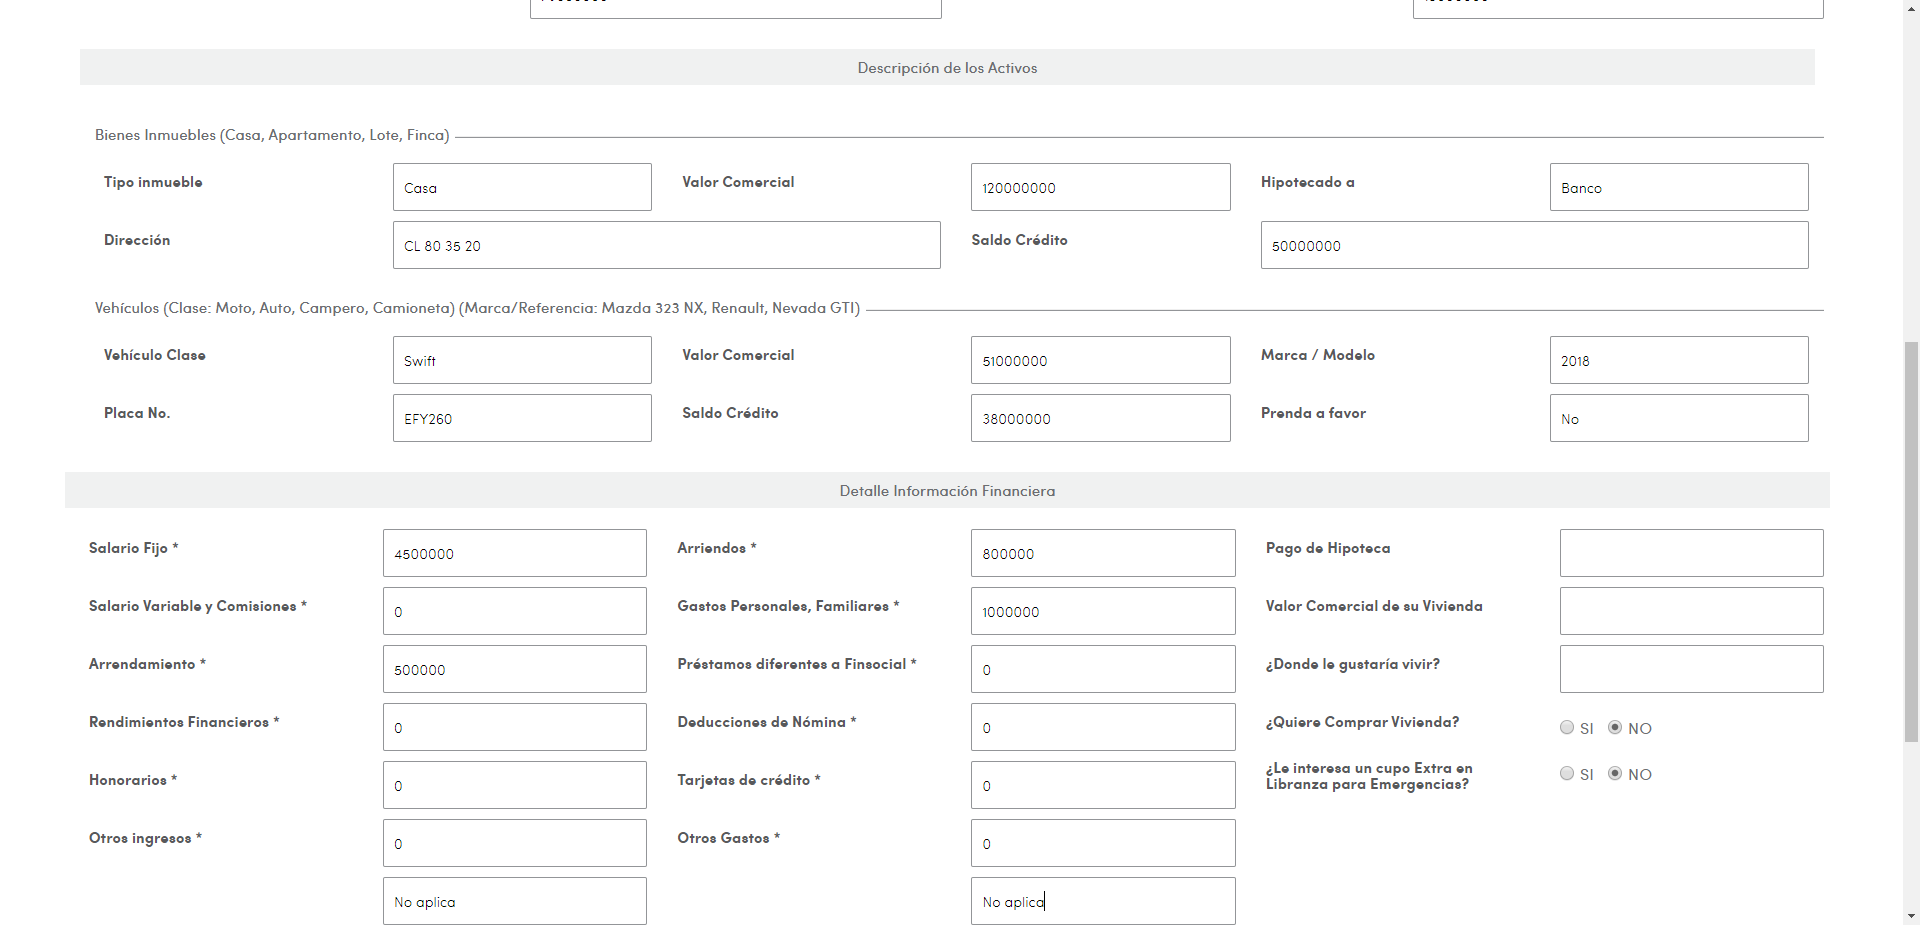 Descripción de los Activos
Bienes Inmuebles (Casa, Apartamento, Lote, Finca)
Tipo inmueble Casa Valor Comercial 120000000 Hipotecado a Banco
Dirección CL 80 35 20 Saldo Crédito 50000000
Vehículos (Clase: Moto, Auto, Campero, Camioneta) (Marca/Referencia: Mazda 323 NX, Renault, Nevada GTI)
Vehículo Clase Swift Valor Comercial 51000000 Marca / Modelo 2018
Placa No. EFY260 Saldo Crédito 38000000 Prenda a favor No
Detalle Información Financiera
Salario Fijo * 4500000 Arriendos * 800000 Pago de Hipoteca
Salario Variable y Comisiones * 0 Gastos Personales, Familiares * 1000000 Valor Comercial de su Vivienda
Arrendamiento * 500000 Préstamos diferentes a Finsocial * 0 ¿Donde le gustaría vivir?
Rendimientos Financieros * 0 Deducciones de Nómina * 0 ¿Quiere Comprar Vivienda? SI NO
Honorarios * 0 Tarjetas de crédito * 0 ¿Le interesa un cupo Extra en
Libranza para Emergencias? SI NO
Otros ingresos * 0 Otros Gastos * 0
No aplica No aplica